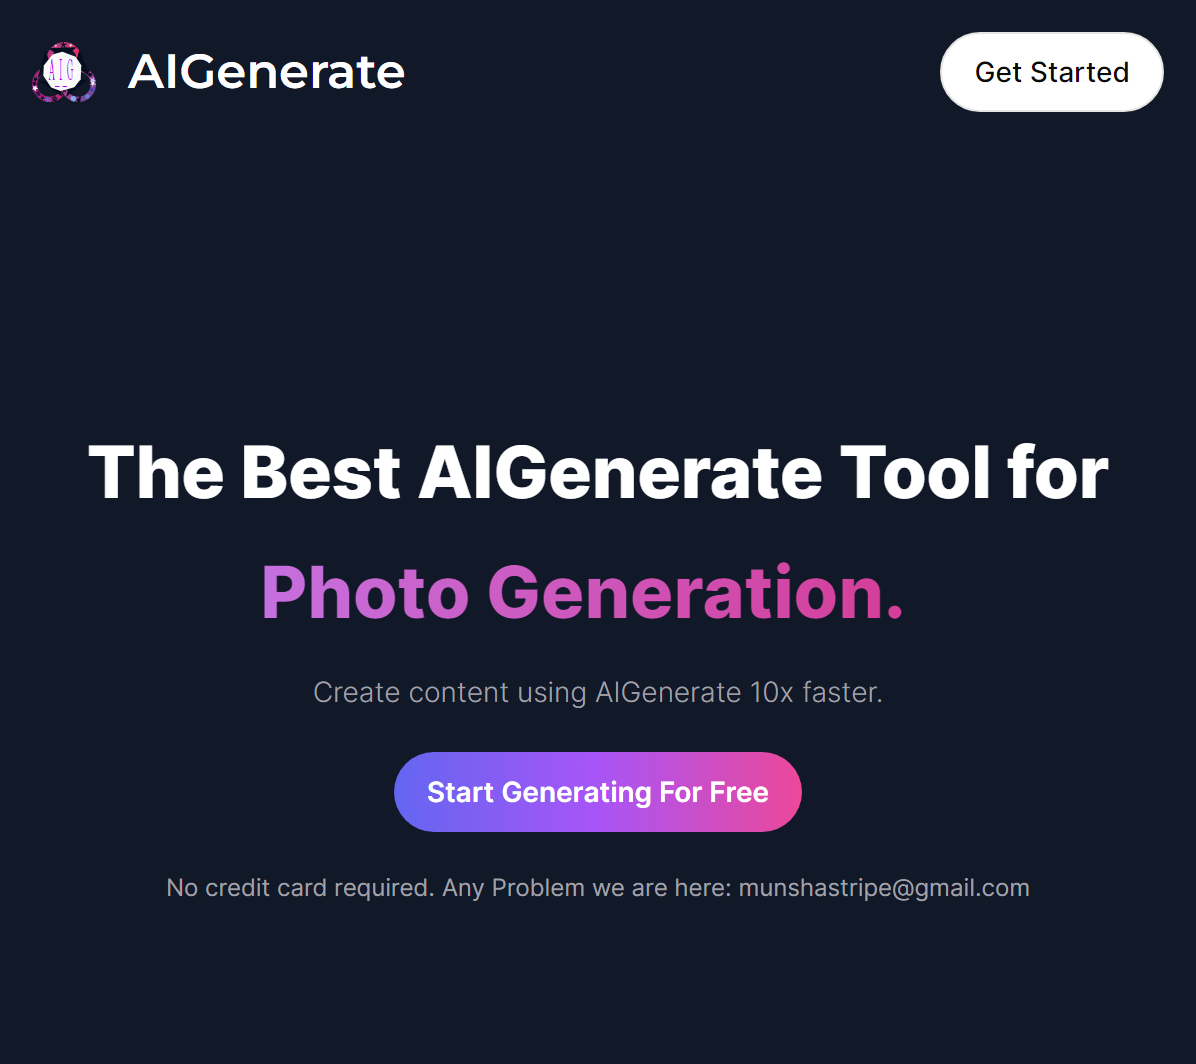 AIG
AIGenerate
Get Started
The Best AIGenerate Tool for
Photo Generation.
Create content using AIGenerate 10x faster.
Start Generating For Free
No credit card required. Any Problem we are here: munshastripe@gmail.com